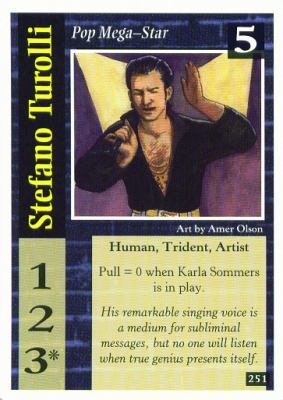 Pop Mega–Star
5
Stefano Turolli
Art by Amer Olson
1
2
3*
Human, Trident, Artist
Pull = 0 when Karla Sommers
is in play.
His remarkable singing voice is
a medium for subliminal
messages, but no one will listen
when true genius presents itself.
251